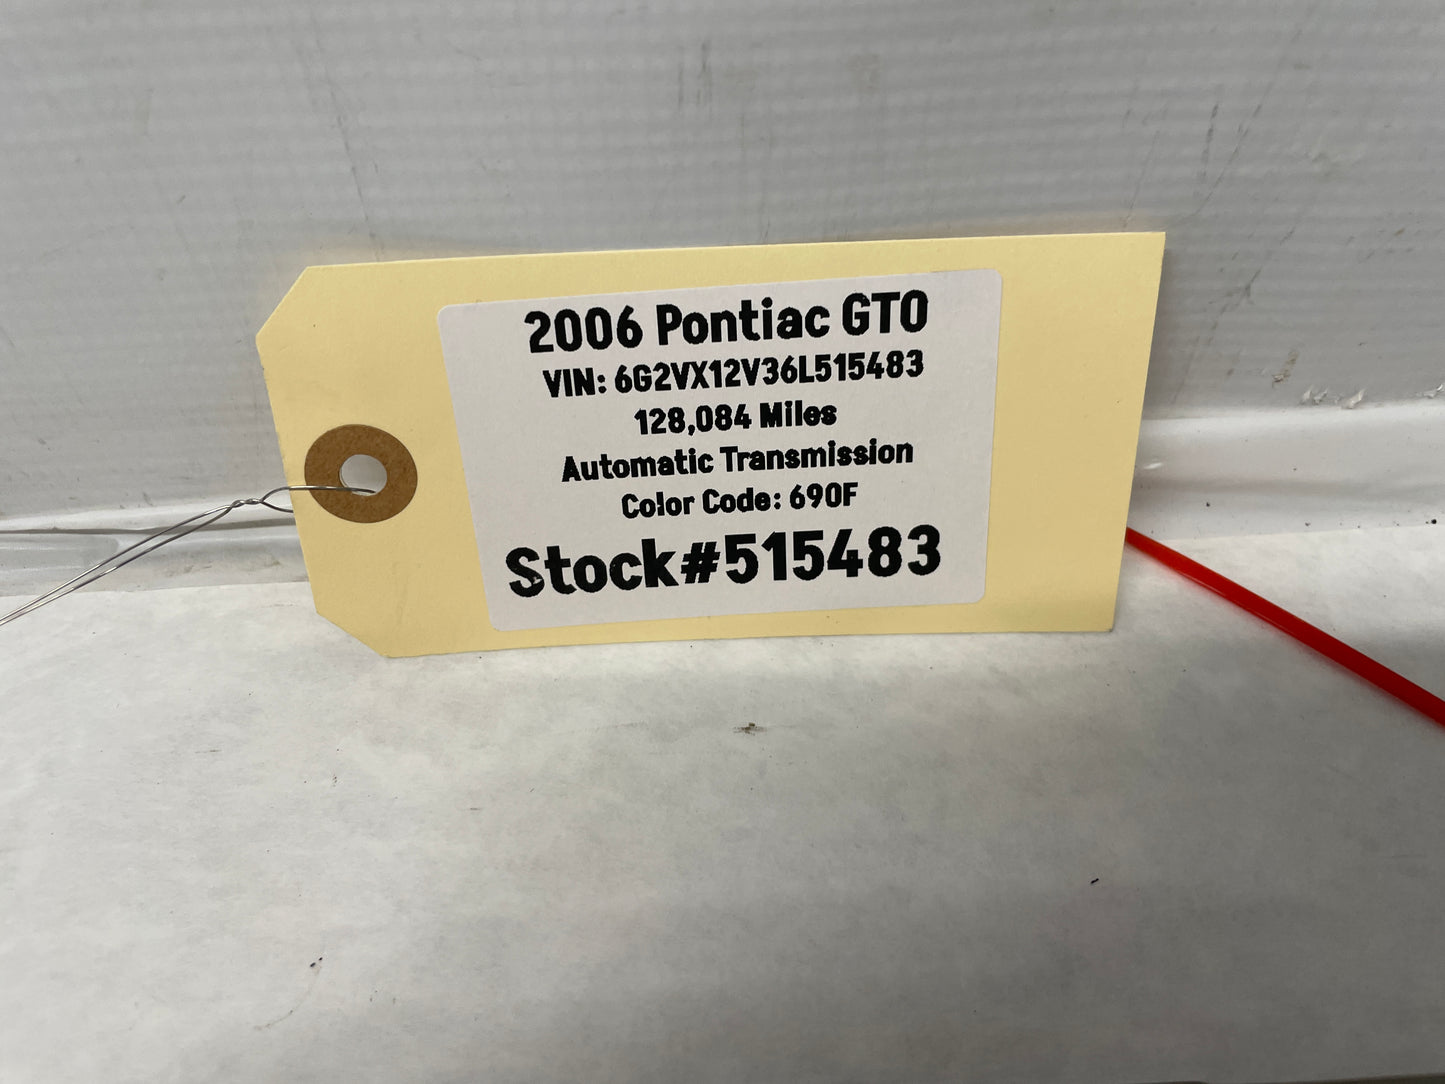 2006 Pontiac GTO
VIN: 6G2VX12V36L515483
128,084 Miles
Automatic Transmission
Color Code: 690F
Stock#515483